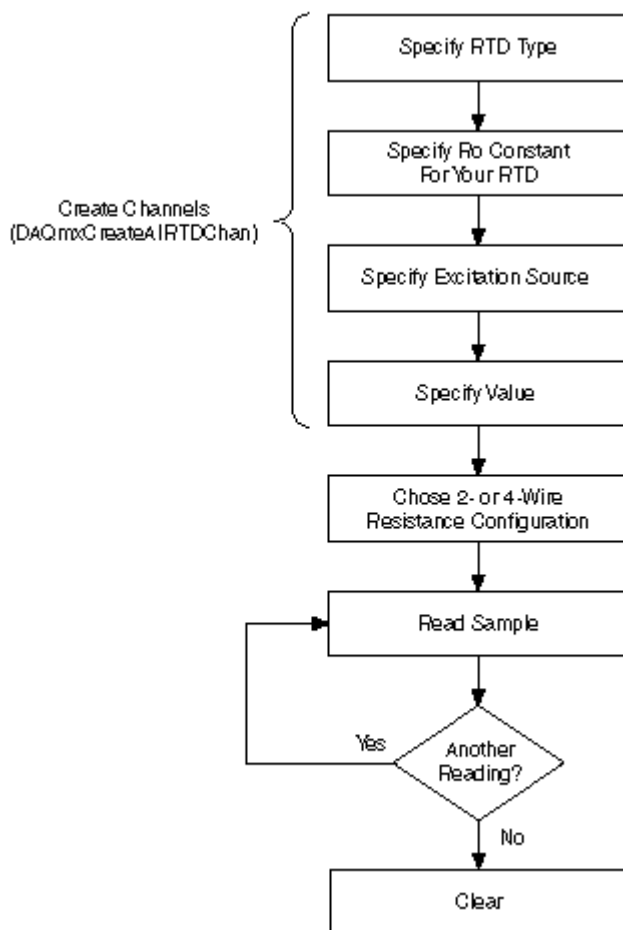 Specify RTD Type
Specify Ro Constant
For Your RTD
Create Channels
(DAQmxCreateAIRTDChan)
Specify Excitation Source
Specify Value
Chose 2- or 4-Wire
Resistance Configuration
Read Sample
Yes
Another
Reading?
No
Clear